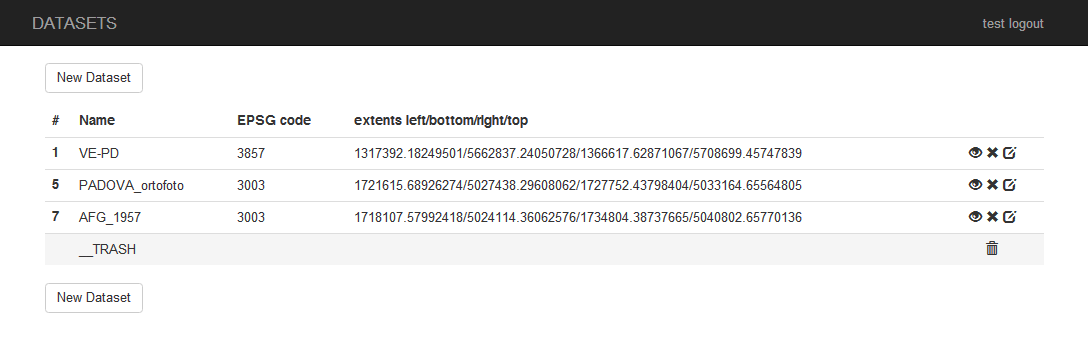 DATASETS test logout
New Dataset
# Name EPSG code extents left/bottom/right/top
1 VE-PD 3857 1317392.18249501/5662837.24050728/1366617.62871067/5708699.45747839
5 PADOVA_ortofoto 3003 1721615.68926274/5027438.29608062/1727752.43798404/5033164.65564805
7 AFG_1957 3003 1718107.57992418/5024114.36062576/1734804.38737665/5040802.65770136
__TRASH
New Dataset